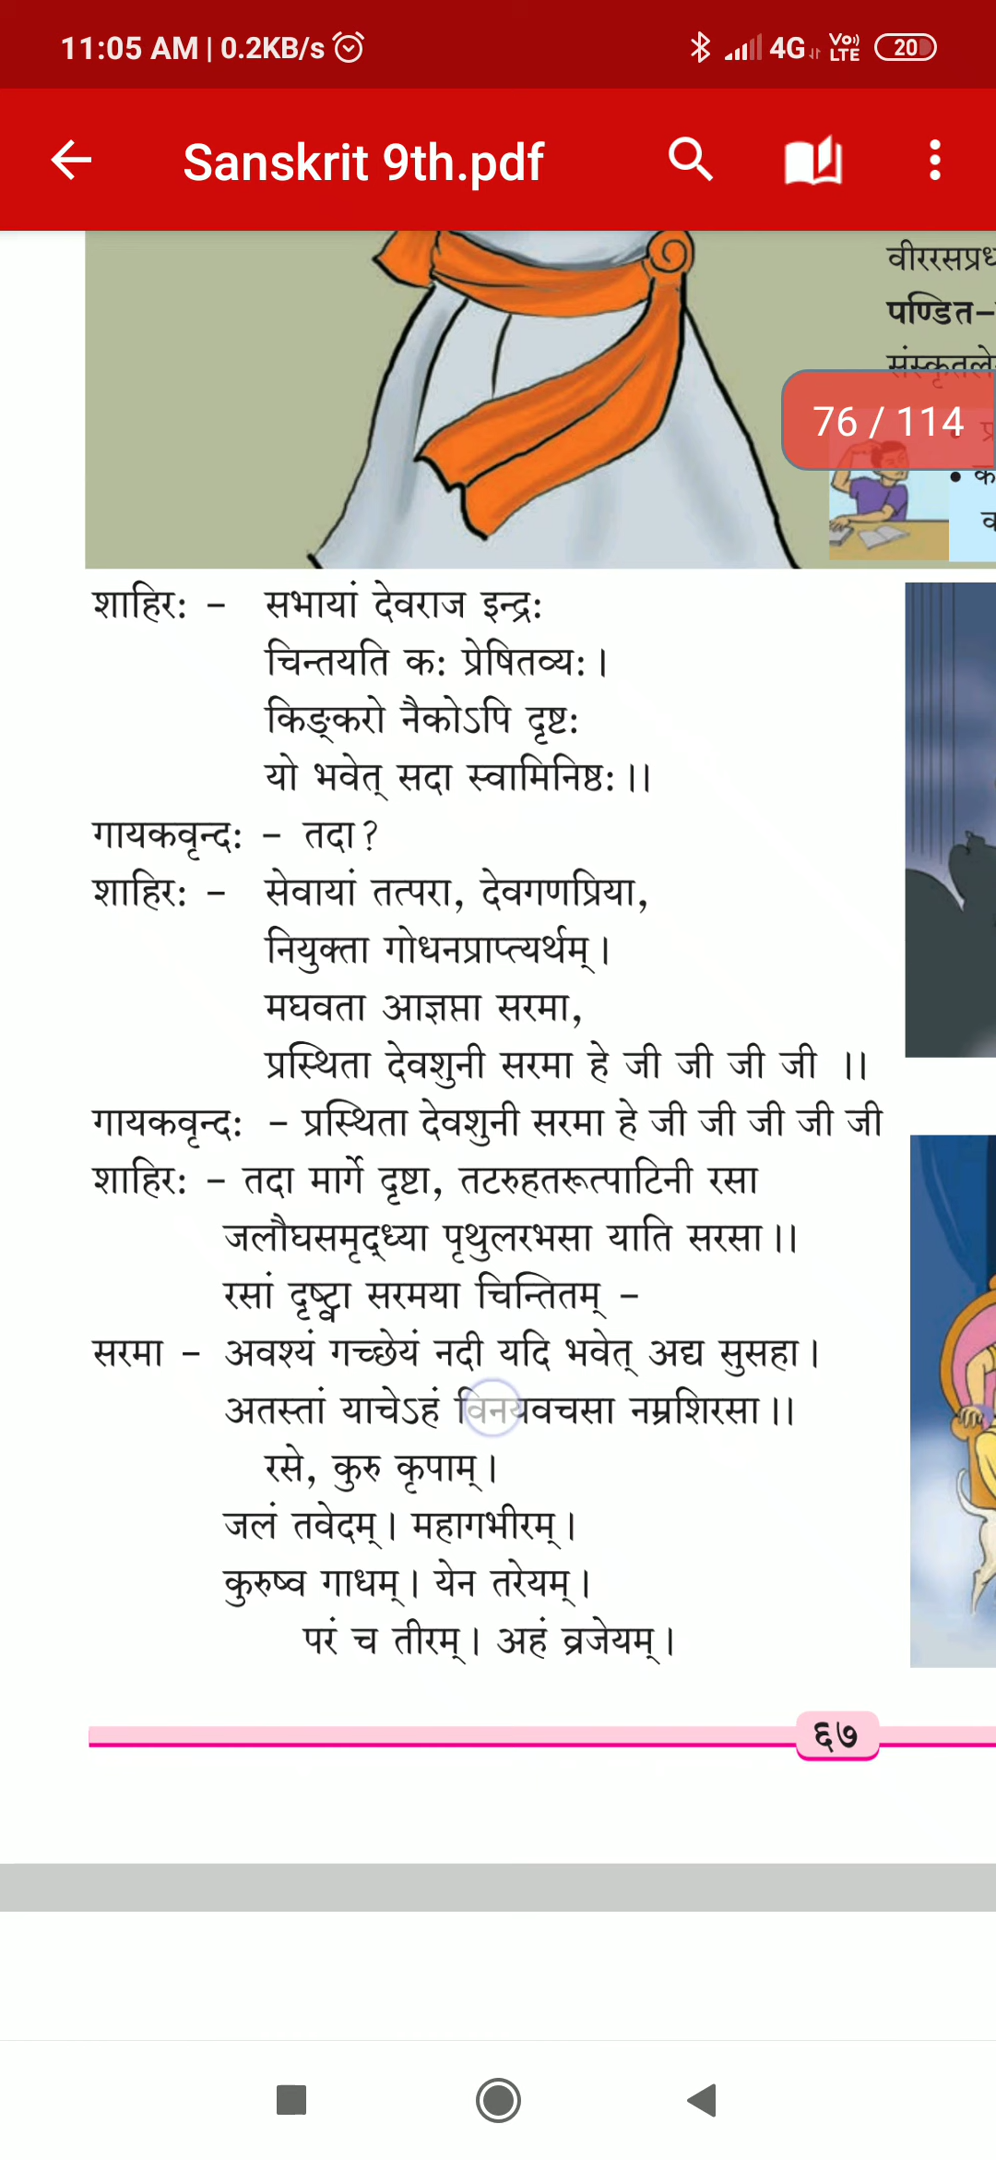 11:05 AM | 0.2KB/s
4G Vo)) LTE 20
Sanskrit 9th.pdf
पण्डित-
76 / 114
शाहिरः – सभायां देवराज इन्द्रः
चिन्तयति कः प्रेषितव्यः।
किङ्करो नैकोऽपि दृष्टः
यो भवेत् सदा स्वामिनिष्ठः।।
गायकवृन्दः – तदा?
शाहिरः – सेवायां तत्परा, देवगणप्रिया,
नियुक्ता गोधनप्राप्त्यर्थम्।
मघवता आज्ञप्ता सरमा,
प्रस्थिता देवशुनी सरमा हे जी जी जी जी ।।
गायकवृन्दः – प्रस्थिता देवशुनी सरमा हे जी जी जी जी जी
शाहिरः – तदा मार्गे दृष्टा, तटरुहतरूत्पाटिनी रसा
जलौघसमृद्ध्या पृथुलरभसा याति सरसा।।
रसां दृष्ट्वा सरमया चिन्तितम् –
सरमा – अवश्यं गच्छेयं नदी यदि भवेत् अद्य सुसहा।
अतस्तां याचेऽहं विनयवचसा नम्रशिरसा।।
रसे, कुरु कृपाम्।
जलं तवेदम्। महागभीरम्।
कुरुष्व गाधम्। येन तरेयम्।
परं च तीरम्। अहं व्रजेयम्।
६७